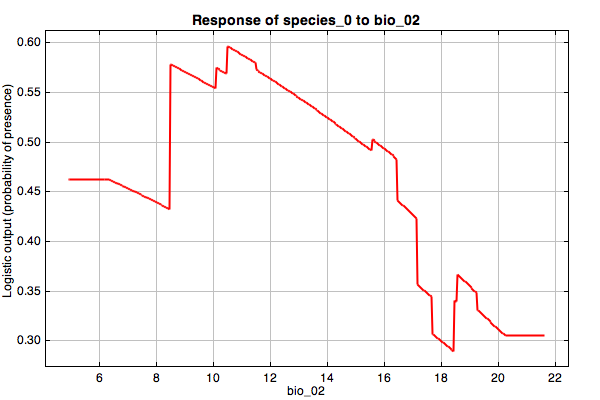 Response of species_0 to bio_02
Logistic output (probability of presence)
0.60
0.55
0.50
0.45
0.40
0.35
0.30
6 8 10 12 14 16 18 20 22
bio_02